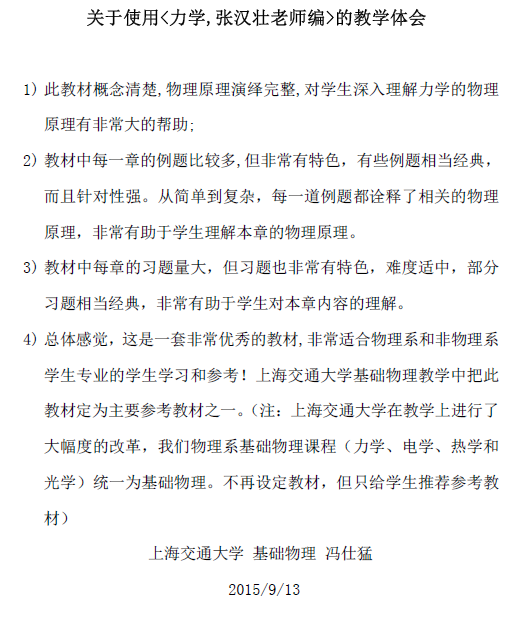 关于使用<力学,张汉壮老师编>的教学体会
1) 此教材概念清楚,物理原理演绎完整,对学生深入理解力学的物理
原理有非常大的帮助;
2) 教材中每一章的例题比较多,但非常有特色，有些例题相当经典，
而且针对性强。从简单到复杂，每一道例题都诠释了相关的物理
原理，非常有助于学生理解本章的物理原理。
3) 教材中每章的习题量大，但习题也非常有特色，难度适中，部分
习题相当经典，非常有助于学生对本章内容的理解。
4) 总体感觉，这是一套非常优秀的教材,非常适合物理系和非物理系
学生专业的学生学习和参考！上海交通大学基础物理教学中把此
教材定为主要参考教材之一。（注：上海交通大学在教学上进行了
大幅度的改革，我们物理系基础物理课程（力学、电学、热学和
光学）统一为基础物理。不再设定教材，但只给学生推荐参考教
材）
上海交通大学 基础物理 冯仕猛
2015/9/13